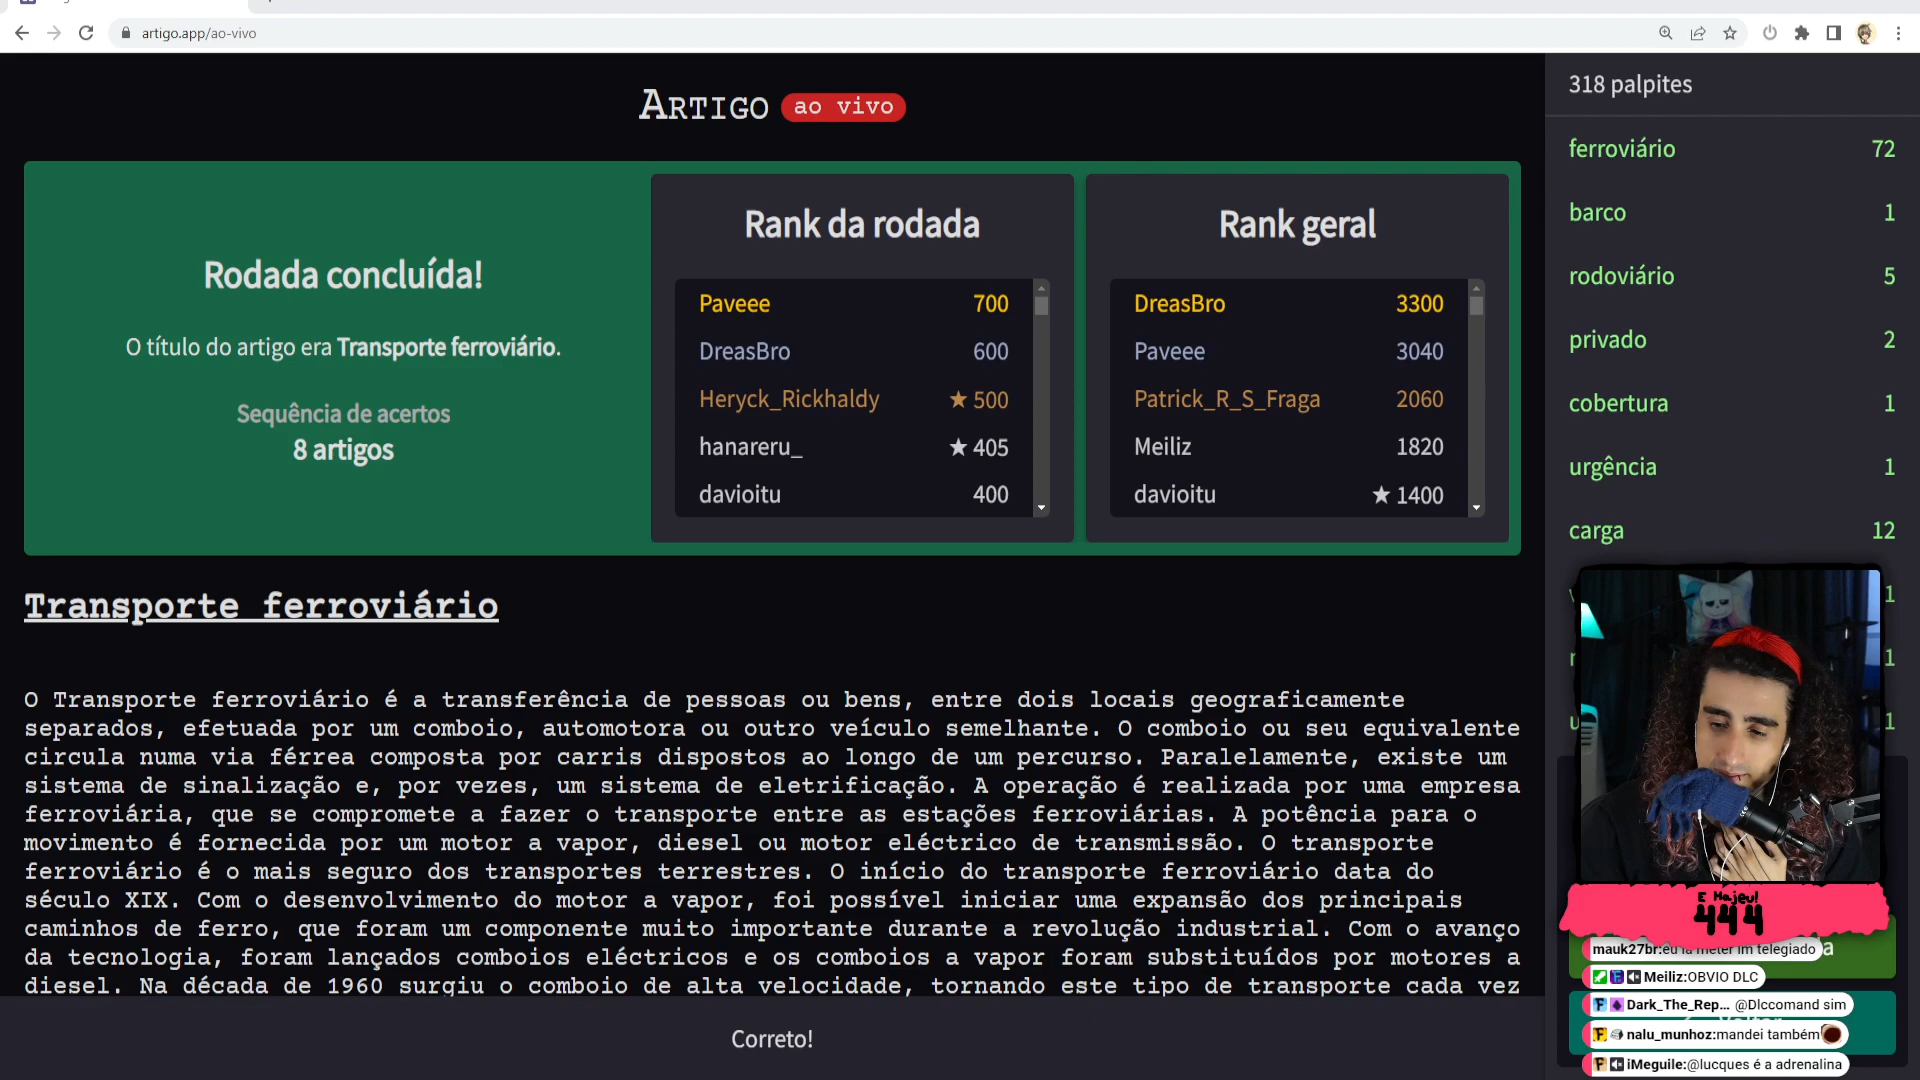 artigo.app/ao-vivo
ARTIGO ao vivo
Rodada concluída!
O título do artigo era Transporte ferroviário.
Sequência de acertos
8 artigos
Rank da rodada
Paveee 700
DreasBro 600
Heryck_Rickhaldy ★ 500
hanareru_ ★ 405
davioitu 400
Rank geral
DreasBro 3300
Paveee 3040
Patrick_R_S_Fraga 2060
Meiliz 1820
davioitu ★ 1400
Transporte ferroviário
O Transporte ferroviário é a transferência de pessoas ou bens, entre dois locais geograficamente
separados, efetuada por um comboio, automotora ou outro veículo semelhante. O comboio ou seu equivalente
circula numa via férrea composta por carris dispostos ao longo de um percurso. Paralelamente, existe um
sistema de sinalização e, por vezes, um sistema de eletrificação. A operação é realizada por uma empresa
ferroviária, que se compromete a fazer o transporte entre as estações ferroviárias. A potência para o
movimento é fornecida por um motor a vapor, diesel ou motor eléctrico de transmissão. O transporte
ferroviário é o mais seguro dos transportes terrestres. O início do transporte ferroviário data do
século XIX. Com o desenvolvimento do motor a vapor, foi possível iniciar uma expansão dos principais
caminhos de ferro, que foram um componente muito importante durante a revolução industrial. Com o avanço
da tecnologia, foram lançados comboios eléctricos e os comboios a vapor foram substituídos por motores a
diesel. Na década de 1960 surgiu o comboio de alta velocidade, tornando este tipo de transporte cada vez
Correto!
318 palpites
ferroviário 72
barco 1
rodoviário 5
privado 2
cobertura 1
urgência 1
carga 12
1
1
1
E Hajeu!
444
mauk27br:eu ia meter im telegiado
Meiliz:OBVIO DLC
Dark_The_Rep... @Dlccomand sim
nalu_munhoz:mandei também
iMeguile:@lucques é a adrenalina